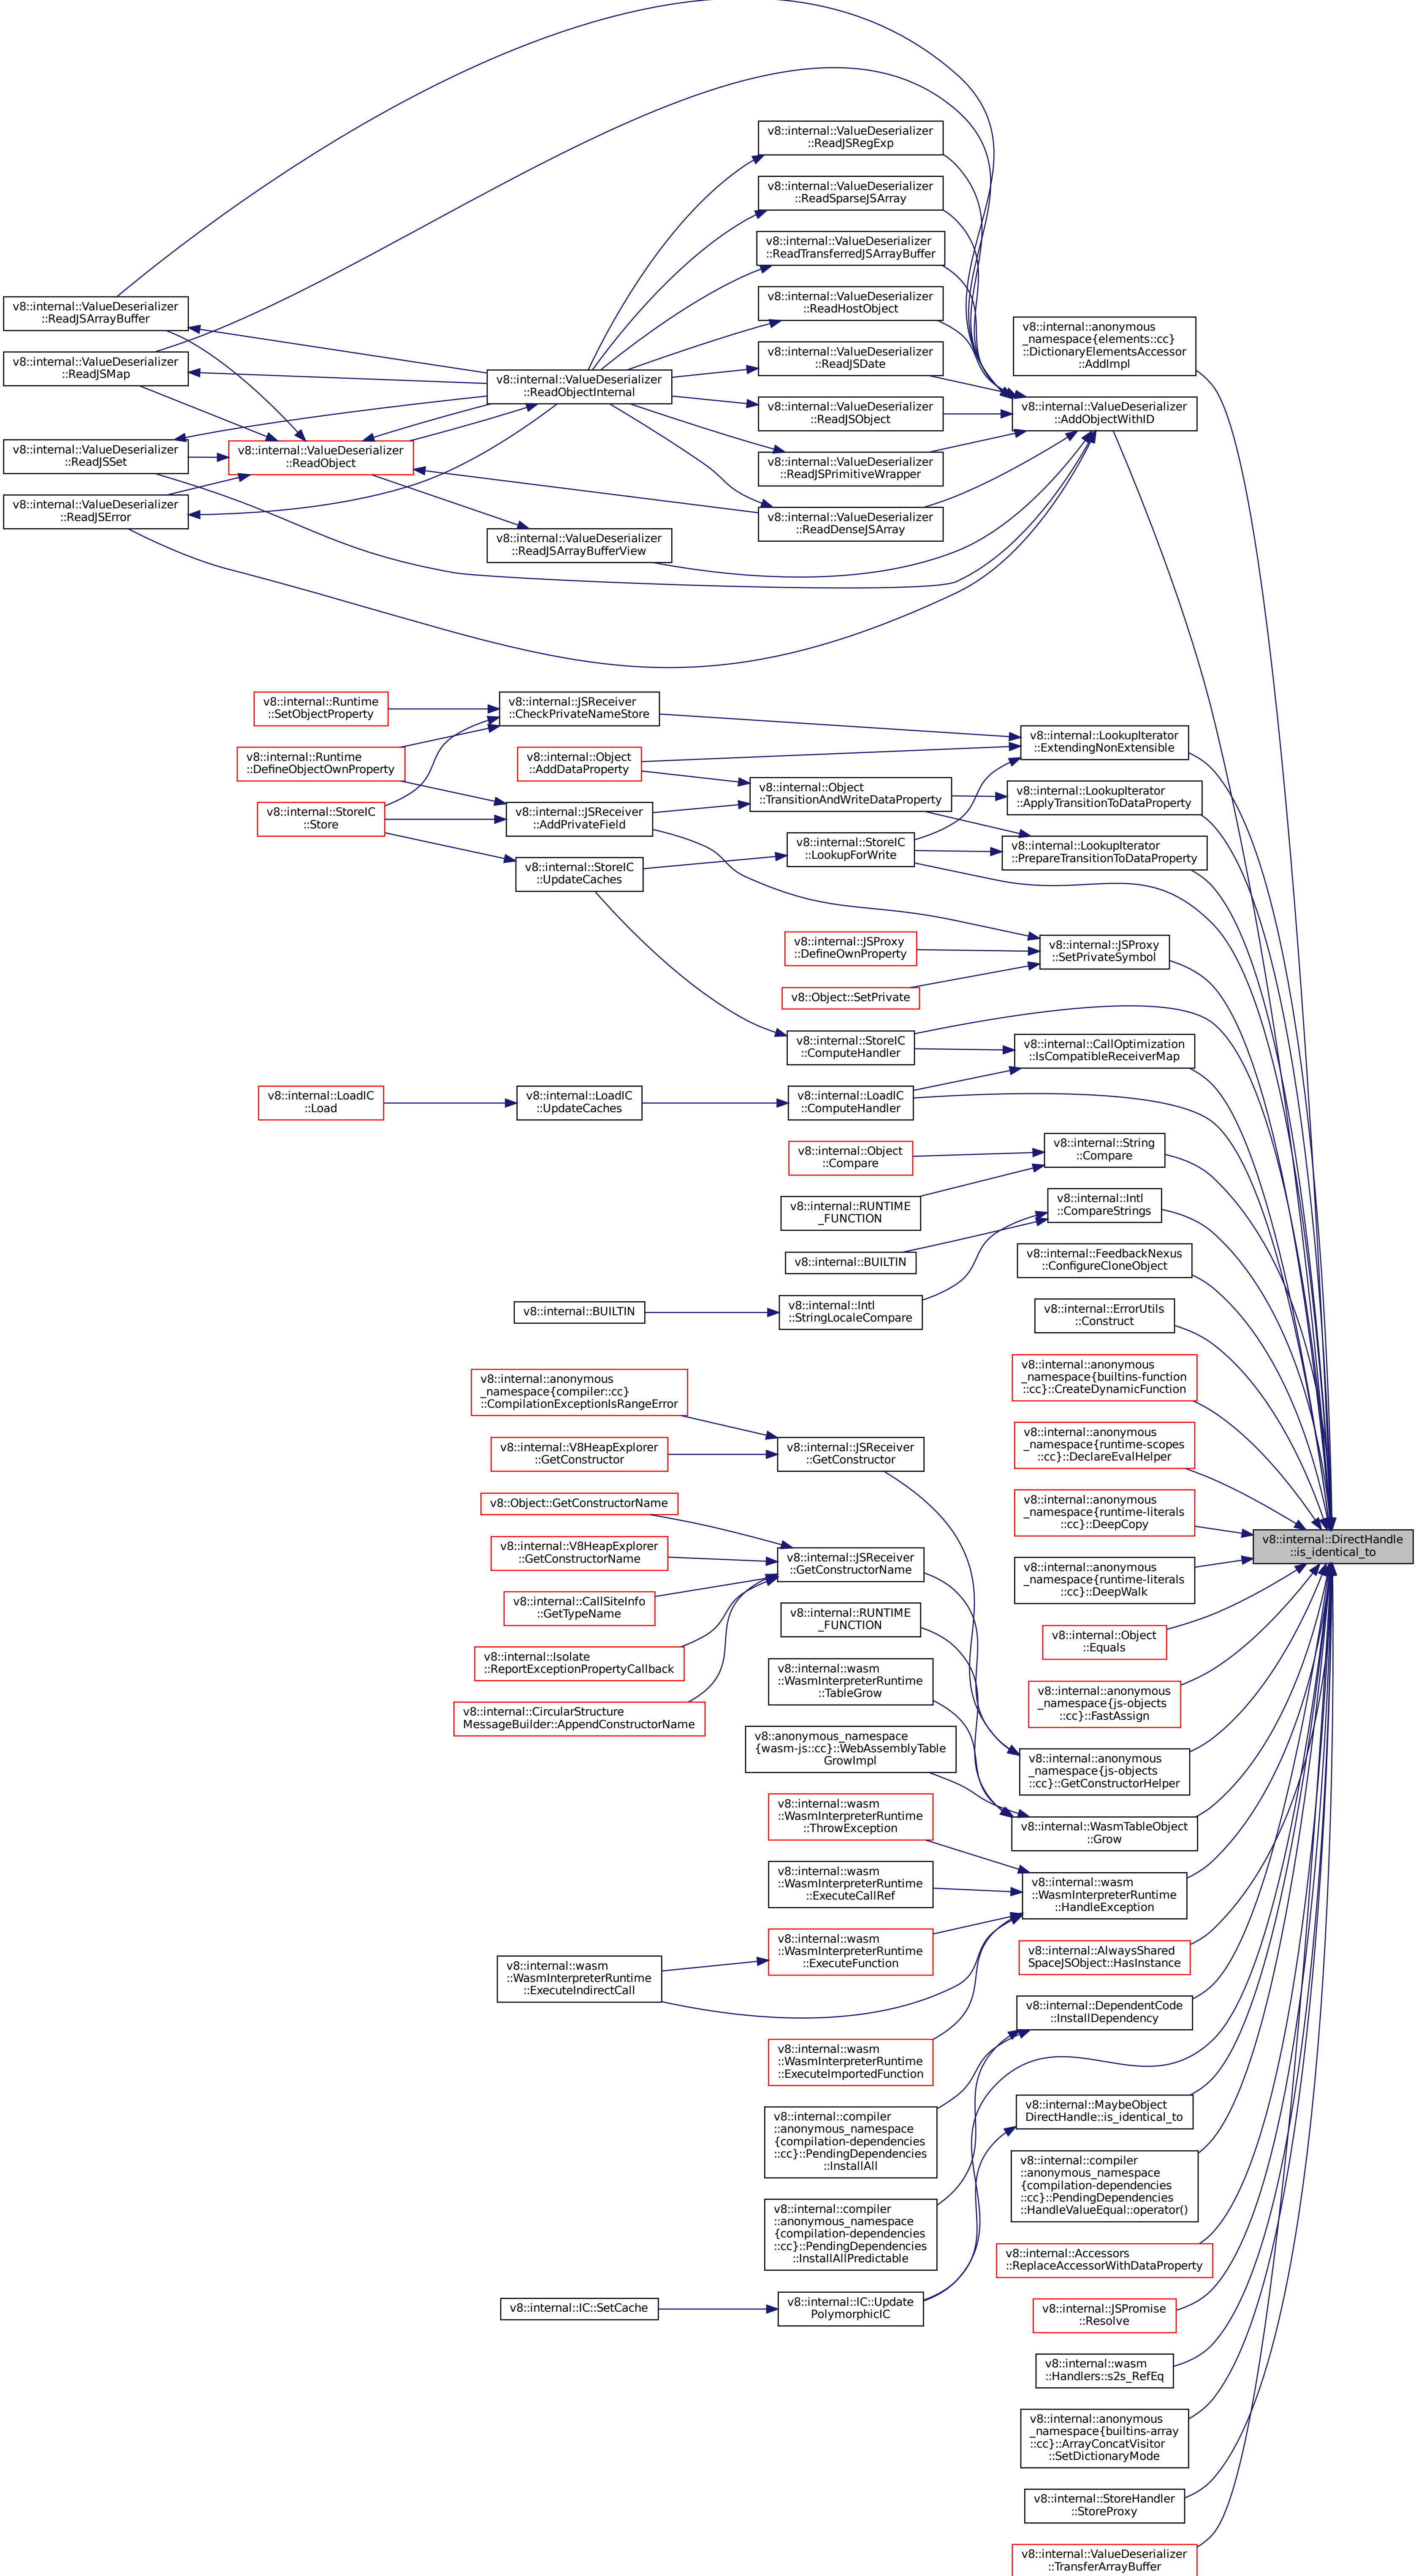 v8::internal::ValueDeserializer
::ReadJSRegExp
v8::internal::ValueDeserializer
::ReadSparseJSArray
v8::internal::ValueDeserializer
::ReadTransferredJSArrayBuffer
v8::internal::ValueDeserializer
::ReadHostObject
v8::internal::ValueDeserializer
::ReadJSArrayBuffer
v8::internal::anonymous
_namespace{elements::cc}
::DictionaryElementsAccessor
::AddImpl
v8::internal::ValueDeserializer
::ReadJSDate
v8::internal::ValueDeserializer
::ReadJSMap
v8::internal::ValueDeserializer
::ReadObjectInternal
v8::internal::ValueDeserializer
::ReadJSObject
v8::internal::ValueDeserializer
::AddObjectWithID
v8::internal::ValueDeserializer
::ReadJSSet
v8::internal::ValueDeserializer
::ReadObject
v8::internal::ValueDeserializer
::ReadJSPrimitiveWrapper
v8::internal::ValueDeserializer
::ReadJSError
v8::internal::ValueDeserializer
::ReadDenseJSArray
v8::internal::ValueDeserializer
::ReadJSArrayBufferView
v8::internal::Runtime
::SetObjectProperty
v8::internal::JSReceiver
::CheckPrivateNameStore
v8::internal::LookupIterator
::ExtendingNonExtensible
v8::internal::Runtime
::DefineObjectOwnProperty
v8::internal::Object
::AddDataProperty
v8::internal::Object
::TransitionAndWriteDataProperty
v8::internal::LookupIterator
::ApplyTransitionToDataProperty
v8::internal::StoreIC
::Store
v8::internal::JSReceiver
::AddPrivateField
v8::internal::StoreIC
::LookupForWrite
v8::internal::LookupIterator
::PrepareTransitionToDataProperty
v8::internal::StoreIC
::UpdateCaches
v8::internal::JSProxy
::DefineOwnProperty
v8::internal::JSProxy
::SetPrivateSymbol
v8::Object::SetPrivate
v8::internal::StoreIC
::ComputeHandler
v8::internal::CallOptimization
::IsCompatibleReceiverMap
v8::internal::LoadIC
::Load
v8::internal::LoadIC
::UpdateCaches
v8::internal::LoadIC
::ComputeHandler
v8::internal::Object
::Compare
v8::internal::String
::Compare
v8::internal::RUNTIME
_FUNCTION
v8::internal::Intl
::CompareStrings
v8::internal::BUILTIN
v8::internal::FeedbackNexus
::ConfigureCloneObject
v8::internal::BUILTIN
v8::internal::Intl
::StringLocaleCompare
v8::internal::ErrorUtils
::Construct
v8::internal::anonymous
_namespace{compiler::cc}
::CompilationExceptionIsRangeError
v8::internal::anonymous
_namespace{builtins-function
::cc}::CreateDynamicFunction
v8::internal::V8HeapExplorer
::GetConstructor
v8::internal::JSReceiver
::GetConstructor
v8::internal::anonymous
_namespace{runtime-scopes
::cc}::DeclareEvalHelper
v8::Object::GetConstructorName
v8::internal::anonymous
_namespace{runtime-literals
::cc}::DeepCopy
v8::internal::DirectHandle
::is_identical_to
v8::internal::V8HeapExplorer
::GetConstructorName
v8::internal::JSReceiver
::GetConstructorName
v8::internal::anonymous
_namespace{runtime-literals
::cc}::DeepWalk
v8::internal::CallSiteInfo
::GetTypeName
v8::internal::RUNTIME
_FUNCTION
v8::internal::Object
::Equals
v8::internal::Isolate
::ReportExceptionPropertyCallback
v8::internal::wasm
::WasmInterpreterRuntime
::TableGrow
v8::internal::anonymous
_namespace{js-objects
::cc}::FastAssign
v8::internal::CircularStructure
MessageBuilder::AppendConstructorName
v8::anonymous_namespace
{wasm-js::cc}::WebAssemblyTable
GrowImpl
v8::internal::anonymous
_namespace{js-objects
::cc}::GetConstructorHelper
v8::internal::wasm
::WasmInterpreterRuntime
::ThrowException
v8::internal::WasmTableObject
::Grow
v8::internal::wasm
::WasmInterpreterRuntime
::ExecuteCallRef
v8::internal::wasm
::WasmInterpreterRuntime
::HandleException
v8::internal::wasm
::WasmInterpreterRuntime
::ExecuteFunction
v8::internal::AlwaysShared
SpaceJSObject::HasInstance
v8::internal::wasm
::WasmInterpreterRuntime
::ExecuteIndirectCall
v8::internal::DependentCode
::InstallDependency
v8::internal::wasm
::WasmInterpreterRuntime
::ExecuteImportedFunction
v8::internal::compiler
::anonymous_namespace
{compilation-dependencies
::cc}::PendingDependencies
::InstallAll
v8::internal::MaybeObject
DirectHandle::is_identical_to
v8::internal::compiler
::anonymous_namespace
{compilation-dependencies
::cc}::PendingDependencies
::HandleValueEqual::operator()
v8::internal::compiler
::anonymous_namespace
{compilation-dependencies
::cc}::PendingDependencies
::InstallAllPredictable
v8::internal::Accessors
::ReplaceAccessorWithDataProperty
v8::internal::IC::SetCache
v8::internal::IC::Update
PolymorphicIC
v8::internal::JSPromise
::Resolve
v8::internal::wasm
::Handlers::s2s_RefEq
v8::internal::anonymous
_namespace{builtins-array
::cc}::ArrayConcatVisitor
::SetDictionaryMode
v8::internal::StoreHandler
::StoreProxy
v8::internal::ValueDeserializer
::TransferArrayBuffer